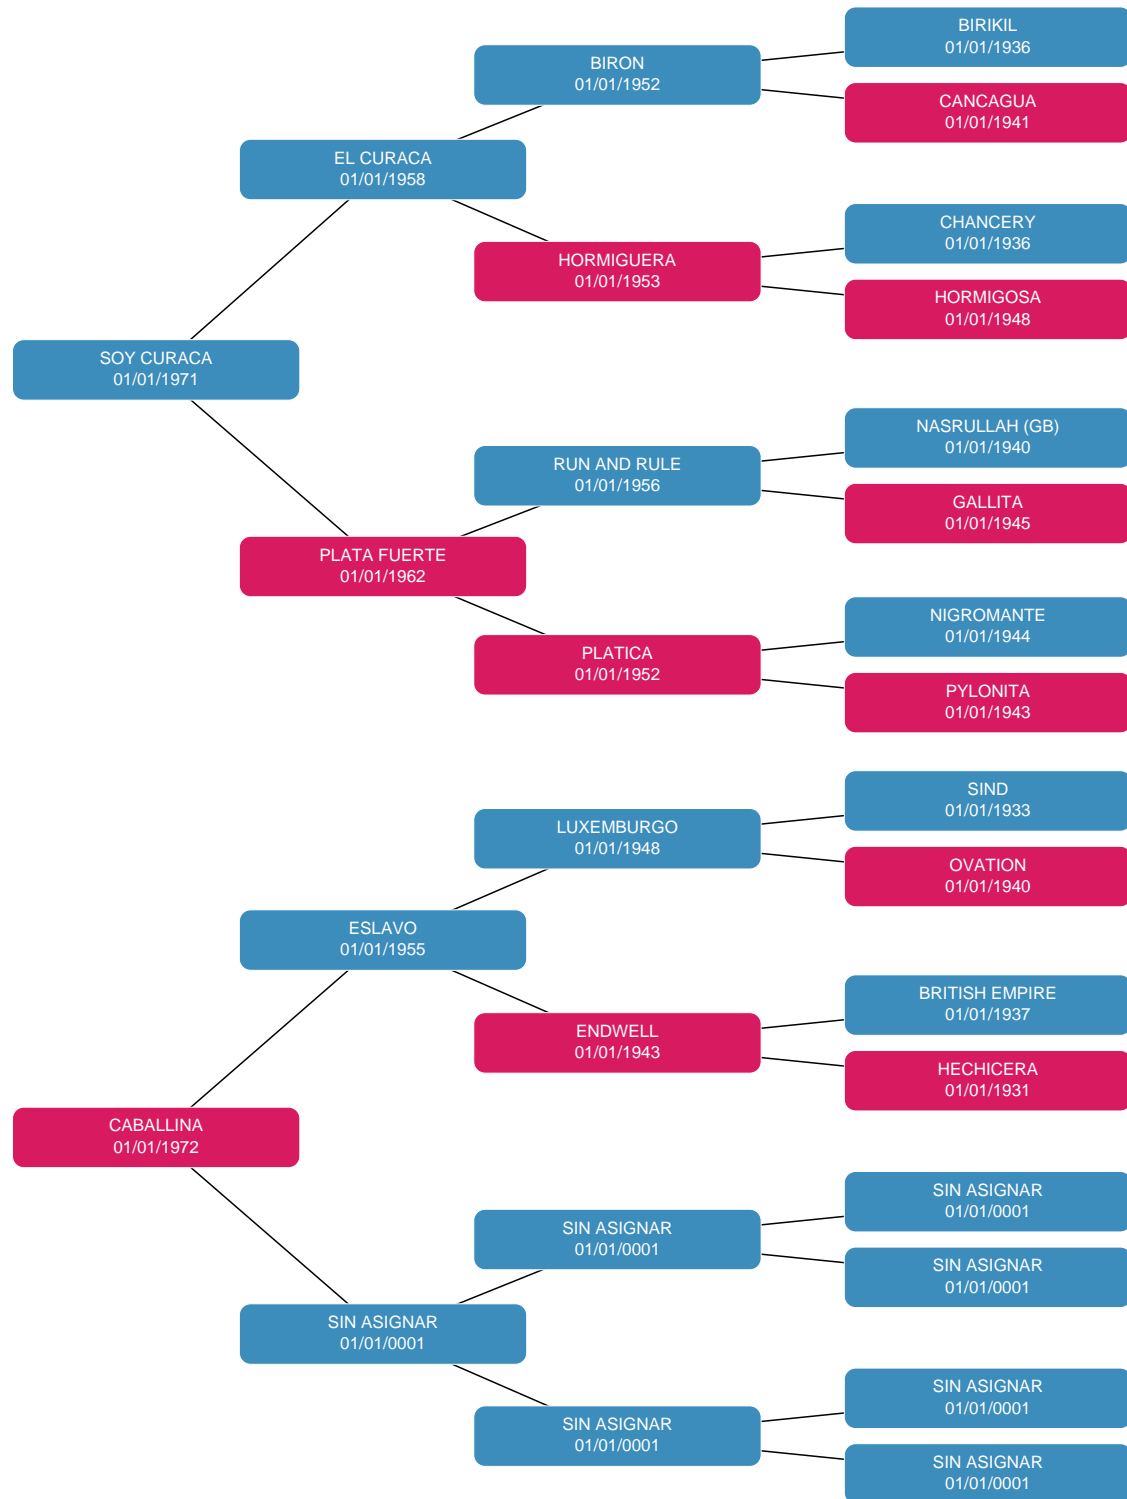 BIRIKIL
01/01/1936
BIRON
01/01/1952
CANCAGUA
01/01/1941
EL CURACA
01/01/1958
CHANCERY
01/01/1936
HORMIGUERA
01/01/1953
HORMIGOSA
01/01/1948
SOY CURACA
01/01/1971
NASRULLAH (GB)
01/01/1940
RUN AND RULE
01/01/1956
GALLITA
01/01/1945
PLATA FUERTE
01/01/1962
NIGROMANTE
01/01/1944
PLATICA
01/01/1952
PYLONITA
01/01/1943
SIND
01/01/1933
LUXEMBURGO
01/01/1948
OVATION
01/01/1940
ESLAVO
01/01/1955
BRITISH EMPIRE
01/01/1937
ENDWELL
01/01/1943
HECHICERA
01/01/1931
CABALLINA
01/01/1972
SIN ASIGNAR
01/01/0001
SIN ASIGNAR
01/01/0001
SIN ASIGNAR
01/01/0001
SIN ASIGNAR
01/01/0001
SIN ASIGNAR
01/01/0001
SIN ASIGNAR
01/01/0001
SIN ASIGNAR
01/01/0001